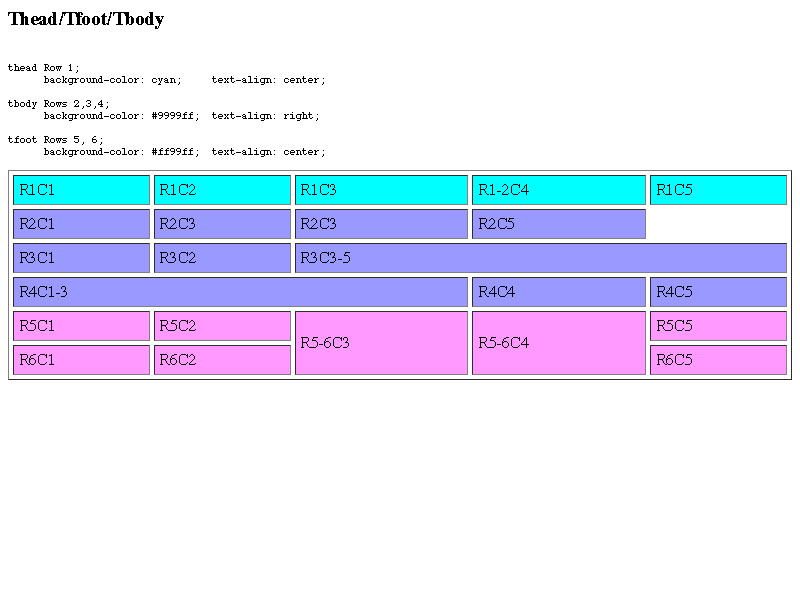 Thead/Tfoot/Tbody
thead Row 1;
background-color: cyan; text-align: center;
tbody Rows 2,3,4;
background-color: #9999ff; text-align: right;
tfoot Rows 5, 6;
background-color: #ff99ff; text-align: center;
R1C1 R1C2 R1C3 R1-2C4 R1C5
R2C1 R2C3 R2C3 R2C5
R3C1 R3C2 R3C3-5
R4C1-3 R4C4 R4C5
R5C1 R5C2 R5-6C3 R5-6C4 R5C5
R6C1 R6C2 R6C5